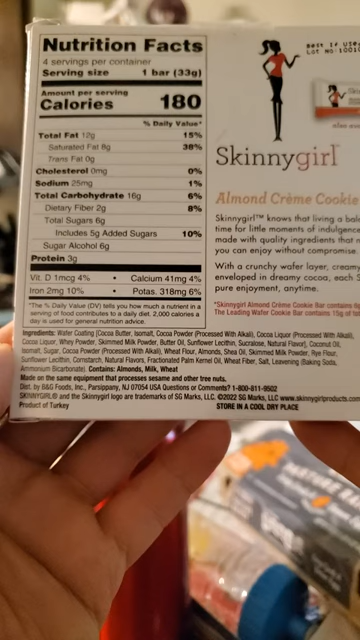 Nutrition Facts
4 servings per container
Serving size 1 bar (33g)
Amount per serving
Calories 180
% Daily Value*
Total Fat 12g 15%
Saturated Fat 8g 38%
Trans Fat 0g
Cholesterol 0mg 0%
Sodium 25mg 1%
Total Carbohydrate 16g 6%
Dietary Fiber 2g 8%
Total Sugars 6g
Includes 5g Added Sugars 10%
Sugar Alcohol 6g
Protein 3g
Vit. D 1mcg 4% • Calcium 41mg 4%
Iron 2mg 10% • Potas. 318mg 6%
*The % Daily Value (DV) tells you how much a nutrient in a
serving of food contributes to a daily diet. 2,000 calories a
day is used for general nutrition advice.
Skinnygirl
Almond Crème Cookie
Skinnygirl™ knows that living a
time for little moments of indulgence
made with quality ingredients that
you can enjoy without compromise.
With a crunchy wafer layer, creamy
enveloped in dreamy cocoa, each
pure enjoyment, anytime.
*Skinnygirl Almond Crème Cookie Bar contains
The Leading Wafer Cookie Bar contains 15g of
Ingredients: Wafer Coating (Cocoa Butter, Isomalt, Cocoa Powder (Processed With Alkali), Cocoa Liquor (Processed With Alkali),
Cocoa Liquor, Whey Powder, Skimmed Milk Powder, Butter Oil, Sunflower Lecithin, Sucralose, Natural Flavor), Coconut Oil,
Isomalt, Sugar, Cocoa Powder (Processed With Alkali), Wheat Flour, Almonds, Shea Oil, Skimmed Milk Powder, Rye Flour,
Sunflower Lecithin, Cornstarch, Natural Flavors, Fractionated Palm Kernel Oil, Wheat Fiber, Salt, Leavening (Baking Soda,
Ammonium Bicarbonate). Contains: Almonds, Milk, Wheat
Made on the same equipment that processes sesame and other tree nuts.
Dist. by B&G Foods, Inc., Parsippany, NJ 07054 USA Questions or Comments? 1-800-811-9502
SKINNYGIRL® and the Skinnygirl logo are trademarks of SG Marks, LLC. ©2022 SG Marks, LLC www.skinnygirlproducts.com
Product of Turkey STORE IN A COOL DRY PLACE